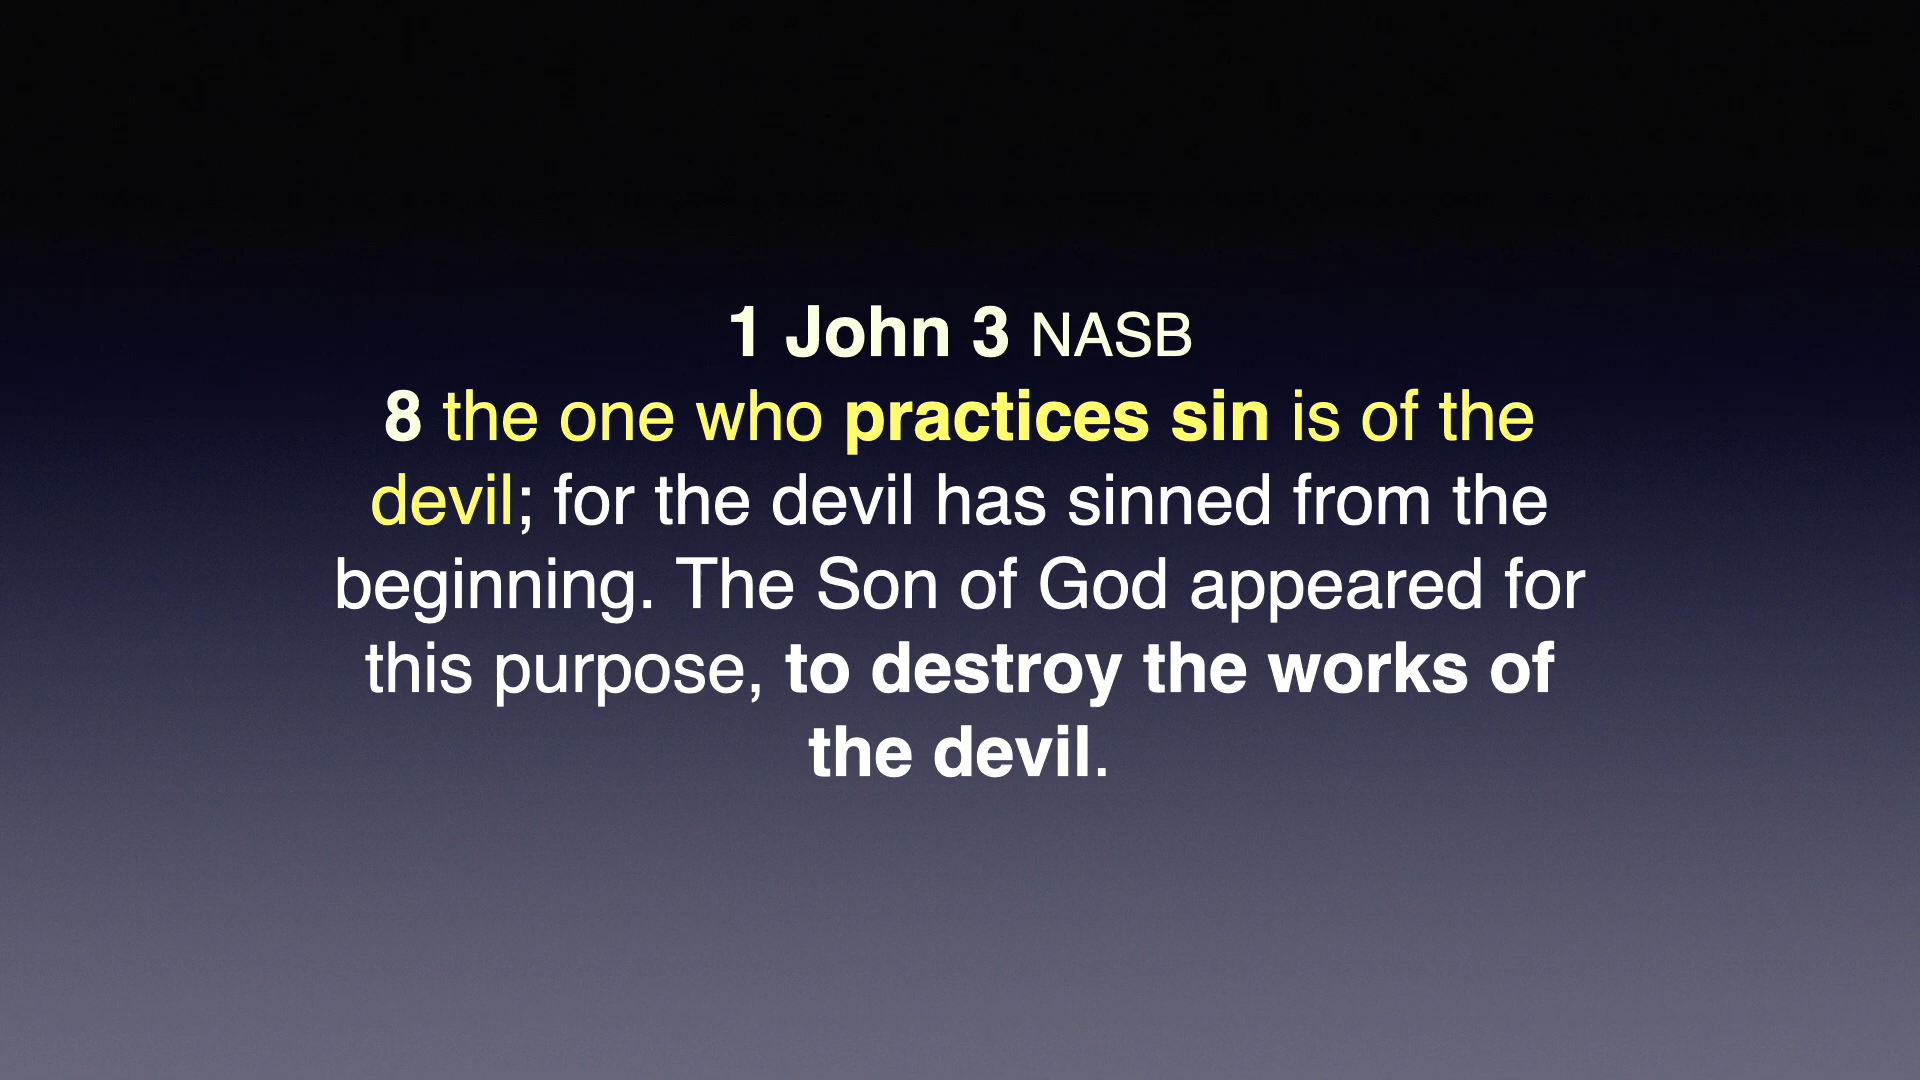 1 John 3 NASB
8 the one who practices sin is of the
devil; for the devil has sinned from the
beginning. The Son of God appeared for
this purpose, to destroy the works of
the devil.